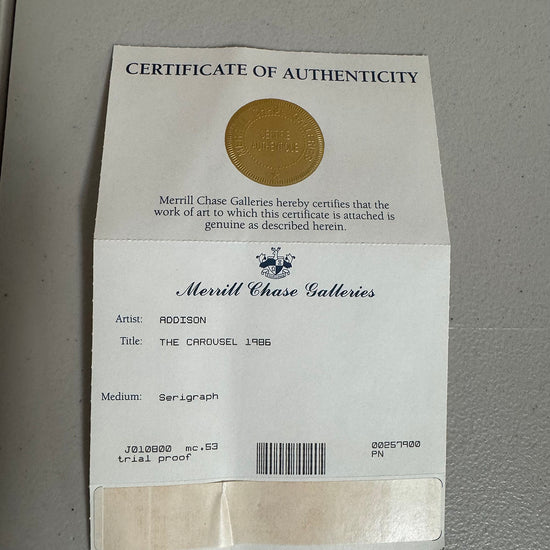 CERTIFICATE OF AUTHENTICITY
Merrill Chase Galleries hereby certifies that the
work of art to which this certificate is attached is
genuine as described herein.
Merrill Chase Galleries
Artist: ADDISON
Title: THE CAROUSEL 1986
Medium: Serigraph
J010800 mc.53
trial proof
00257900
PN